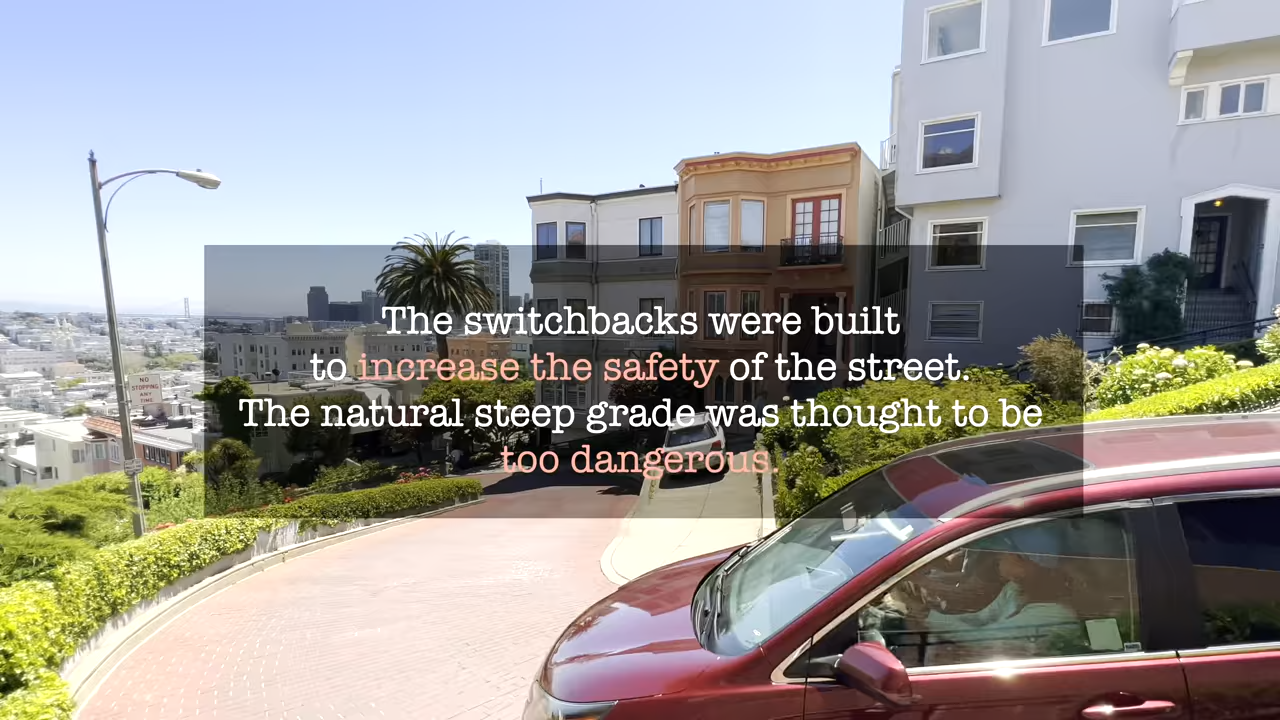 The switchbacks were built
to increase the safety of the street.
The natural steep grade was thought to be
too dangerous.
NO
STOPPING
ANY
TIME